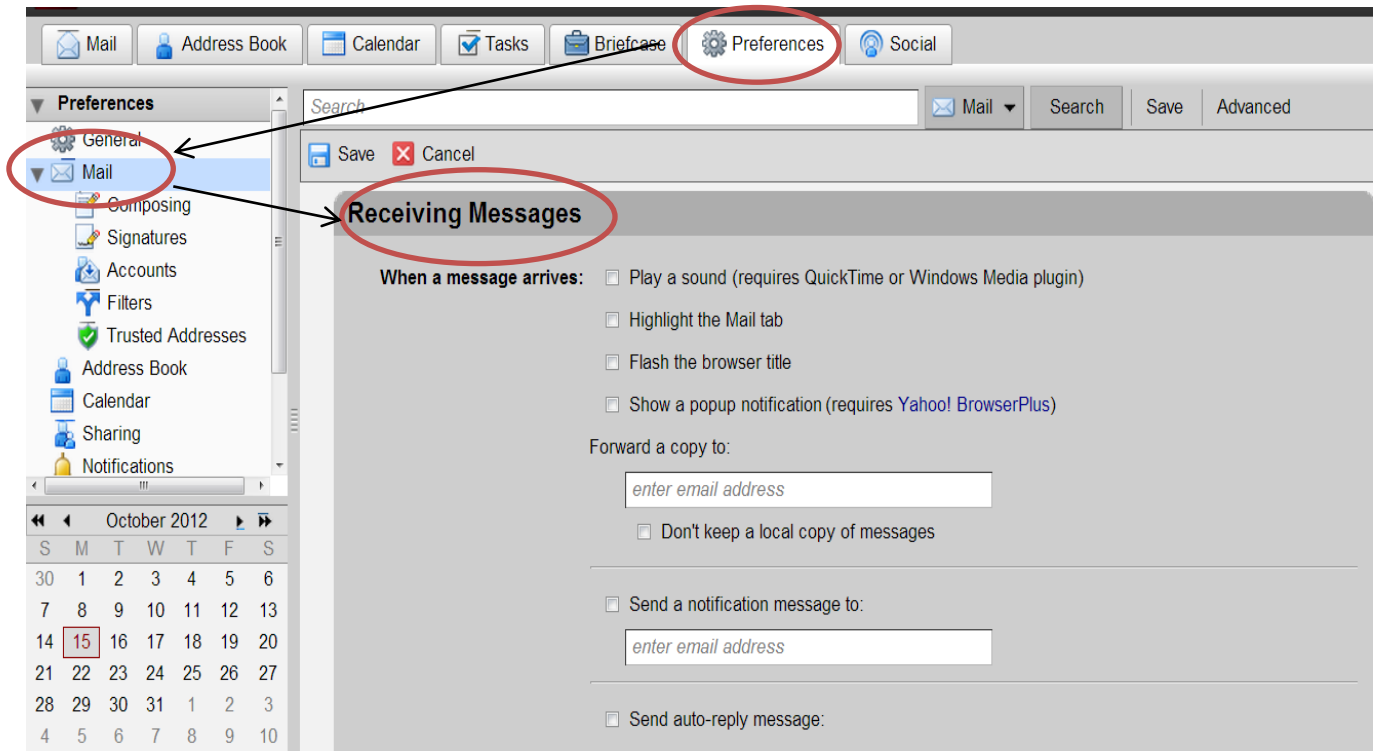 Mail Address Book Calendar Tasks Briefcase Preferences Social
Preferences
General
Mail
Composing
Signatures
Accounts
Filters
Trusted Addresses
Address Book
Calendar
Sharing
Notifications
October 2012
S M T W T F S
30 1 2 3 4 5 6
7 8 9 10 11 12 13
14 15 16 17 18 19 20
21 22 23 24 25 26 27
28 29 30 31 1 2 3
4 5 6 7 8 9 10
Search Mail Search Save Advanced
Save Cancel
Receiving Messages
When a message arrives: Play a sound (requires QuickTime or Windows Media plugin)
Highlight the Mail tab
Flash the browser title
Show a popup notification (requires Yahoo! BrowserPlus)
Forward a copy to:
enter email address
Don't keep a local copy of messages
Send a notification message to:
enter email address
Send auto-reply message: